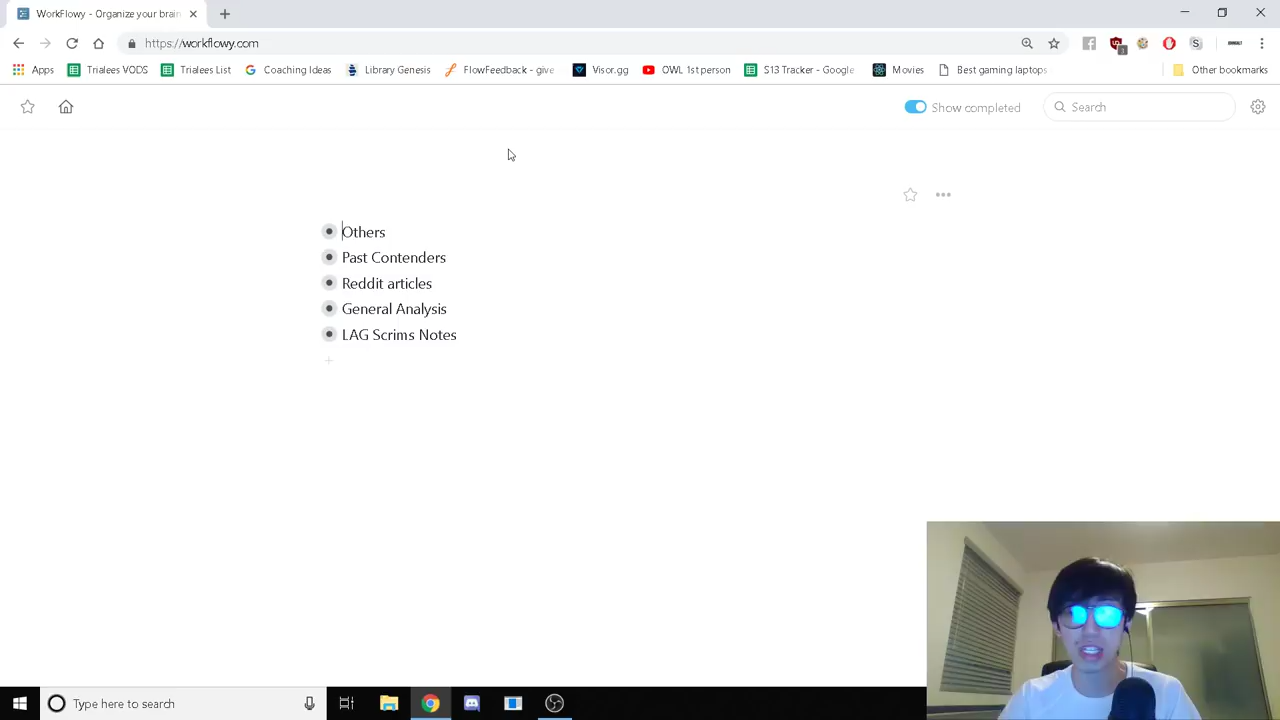 WorkFlowy - Organize your brain
https://workflowy.com
1
Apps
Trialees VODS
Trialees List
Coaching Ideas
Library Genesis
FlowFeedback - give
Visor.gg
OWL 1st person
S13 Tracker - Google
Movies
Best gaming laptops
Other bookmarks
Show completed
Search
Others
Past Contenders
Reddit articles
General Analysis
LAG Scrims Notes
Type here to search